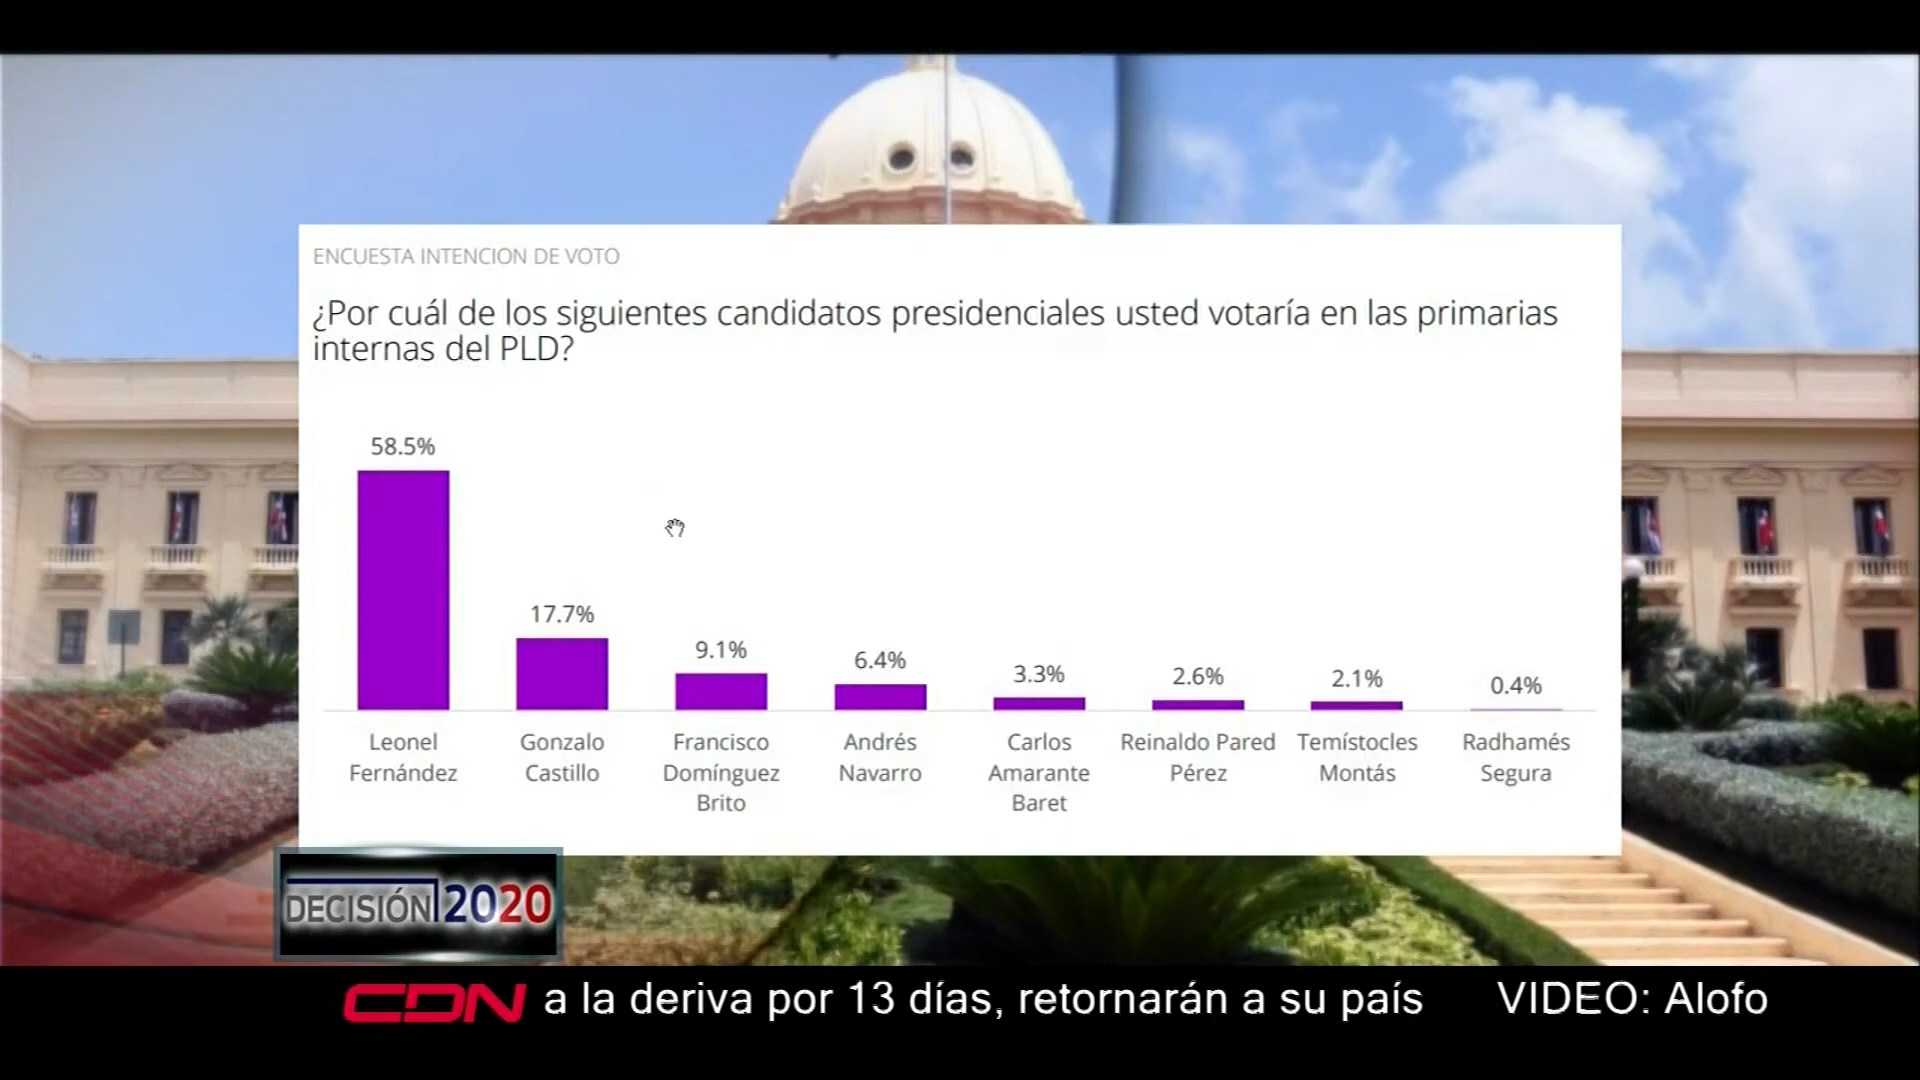 ENCUESTA INTENCION DE VOTO
¿Por cuál de los siguientes candidatos presidenciales usted votaría en las primarias
internas del PLD?
58.5%
17.7%
9.1%
6.4%
3.3%
2.6%
2.1%
0.4%
Leonel
Fernández
Gonzalo
Castillo
Francisco
Domínguez
Brito
Andrés
Navarro
Carlos
Amarante
Baret
Reinaldo Pared
Pérez
Temístocles
Montás
Radhamés
Segura
DECISIÓN 2020
CDN a la deriva por 13 días, retornarán a su país VIDEO: Alofo